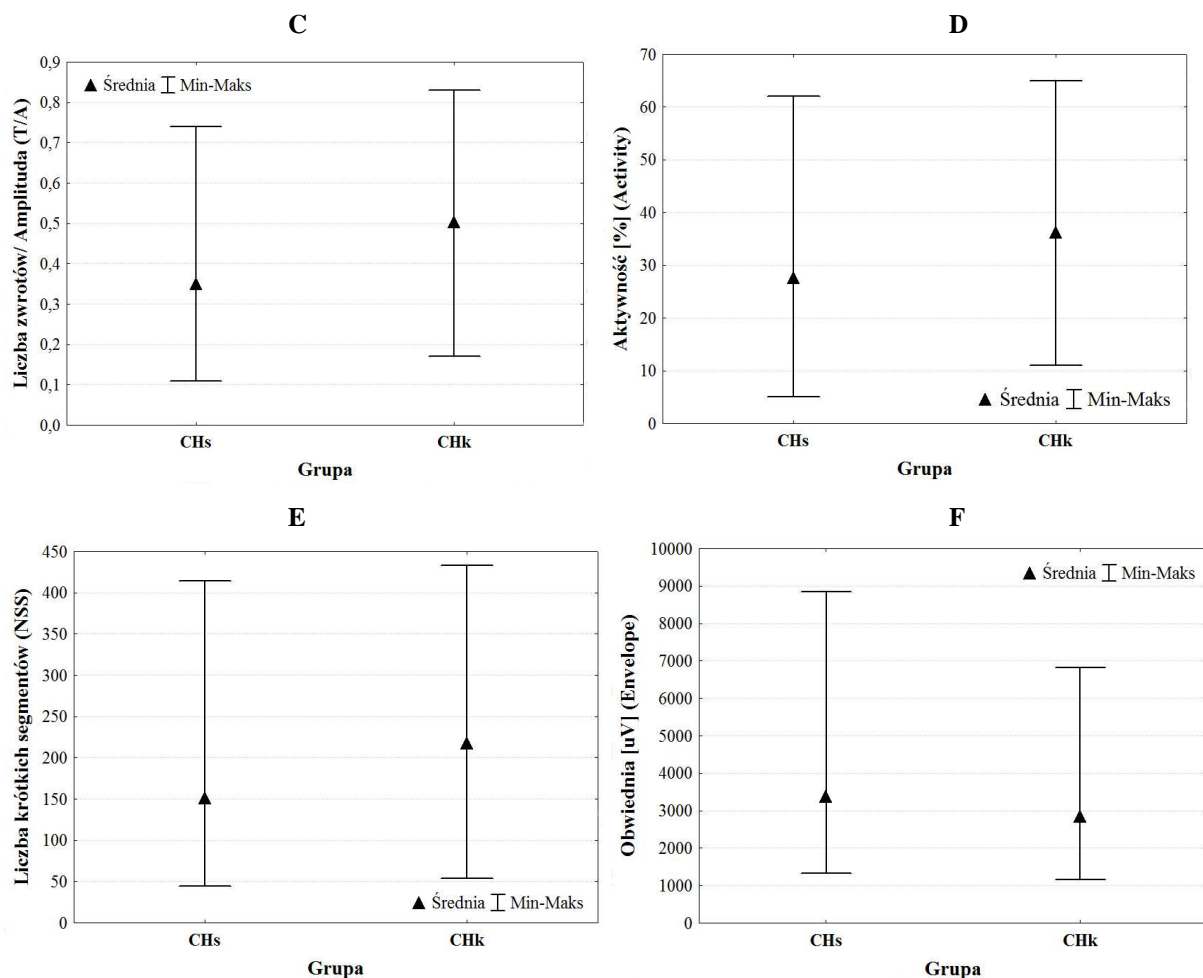 C
Liczba zwrotów/ Amplituda (T/A)
0,9
0,8
0,7
0,6
0,5
0,4
0,3
0,2
0,1
0,0
Średnia Min-Maks
CHs CHk
Grupa
D
Aktywność [%] (Activity)
70
60
50
40
30
20
10
0
Średnia Min-Maks
CHs CHk
Grupa
E
Liczba krótkich segmentów (NSS)
450
400
350
300
250
200
150
100
50
0
Średnia Min-Maks
CHs CHk
Grupa
F
Obwiednia [uV] (Envelope)
10000
9000
8000
7000
6000
5000
4000
3000
2000
1000
0
Średnia Min-Maks
CHs CHk
Grupa